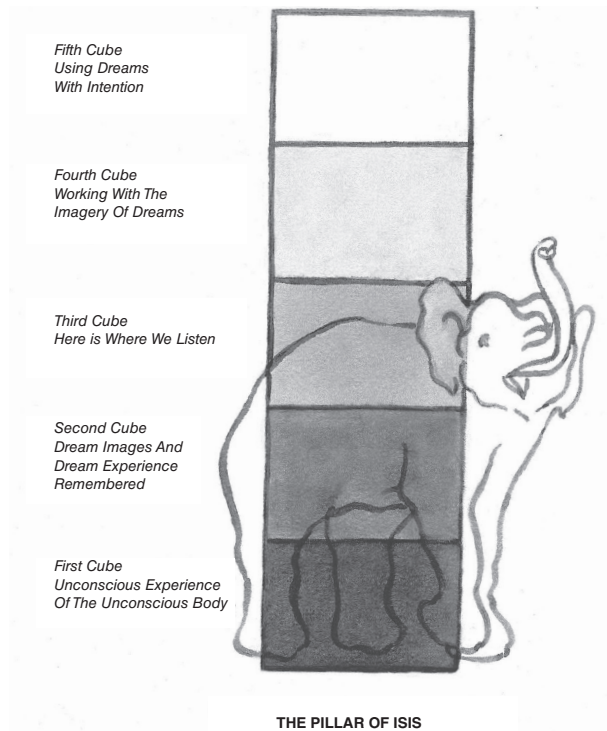 Fifth Cube
Using Dreams
With Intention
Fourth Cube
Working With The
Imagery Of Dreams
Third Cube
Here is Where We Listen
Second Cube
Dream Images And
Dream Experience
Remembered
First Cube
Unconscious Experience
Of The Unconscious Body
THE PILLAR OF ISIS